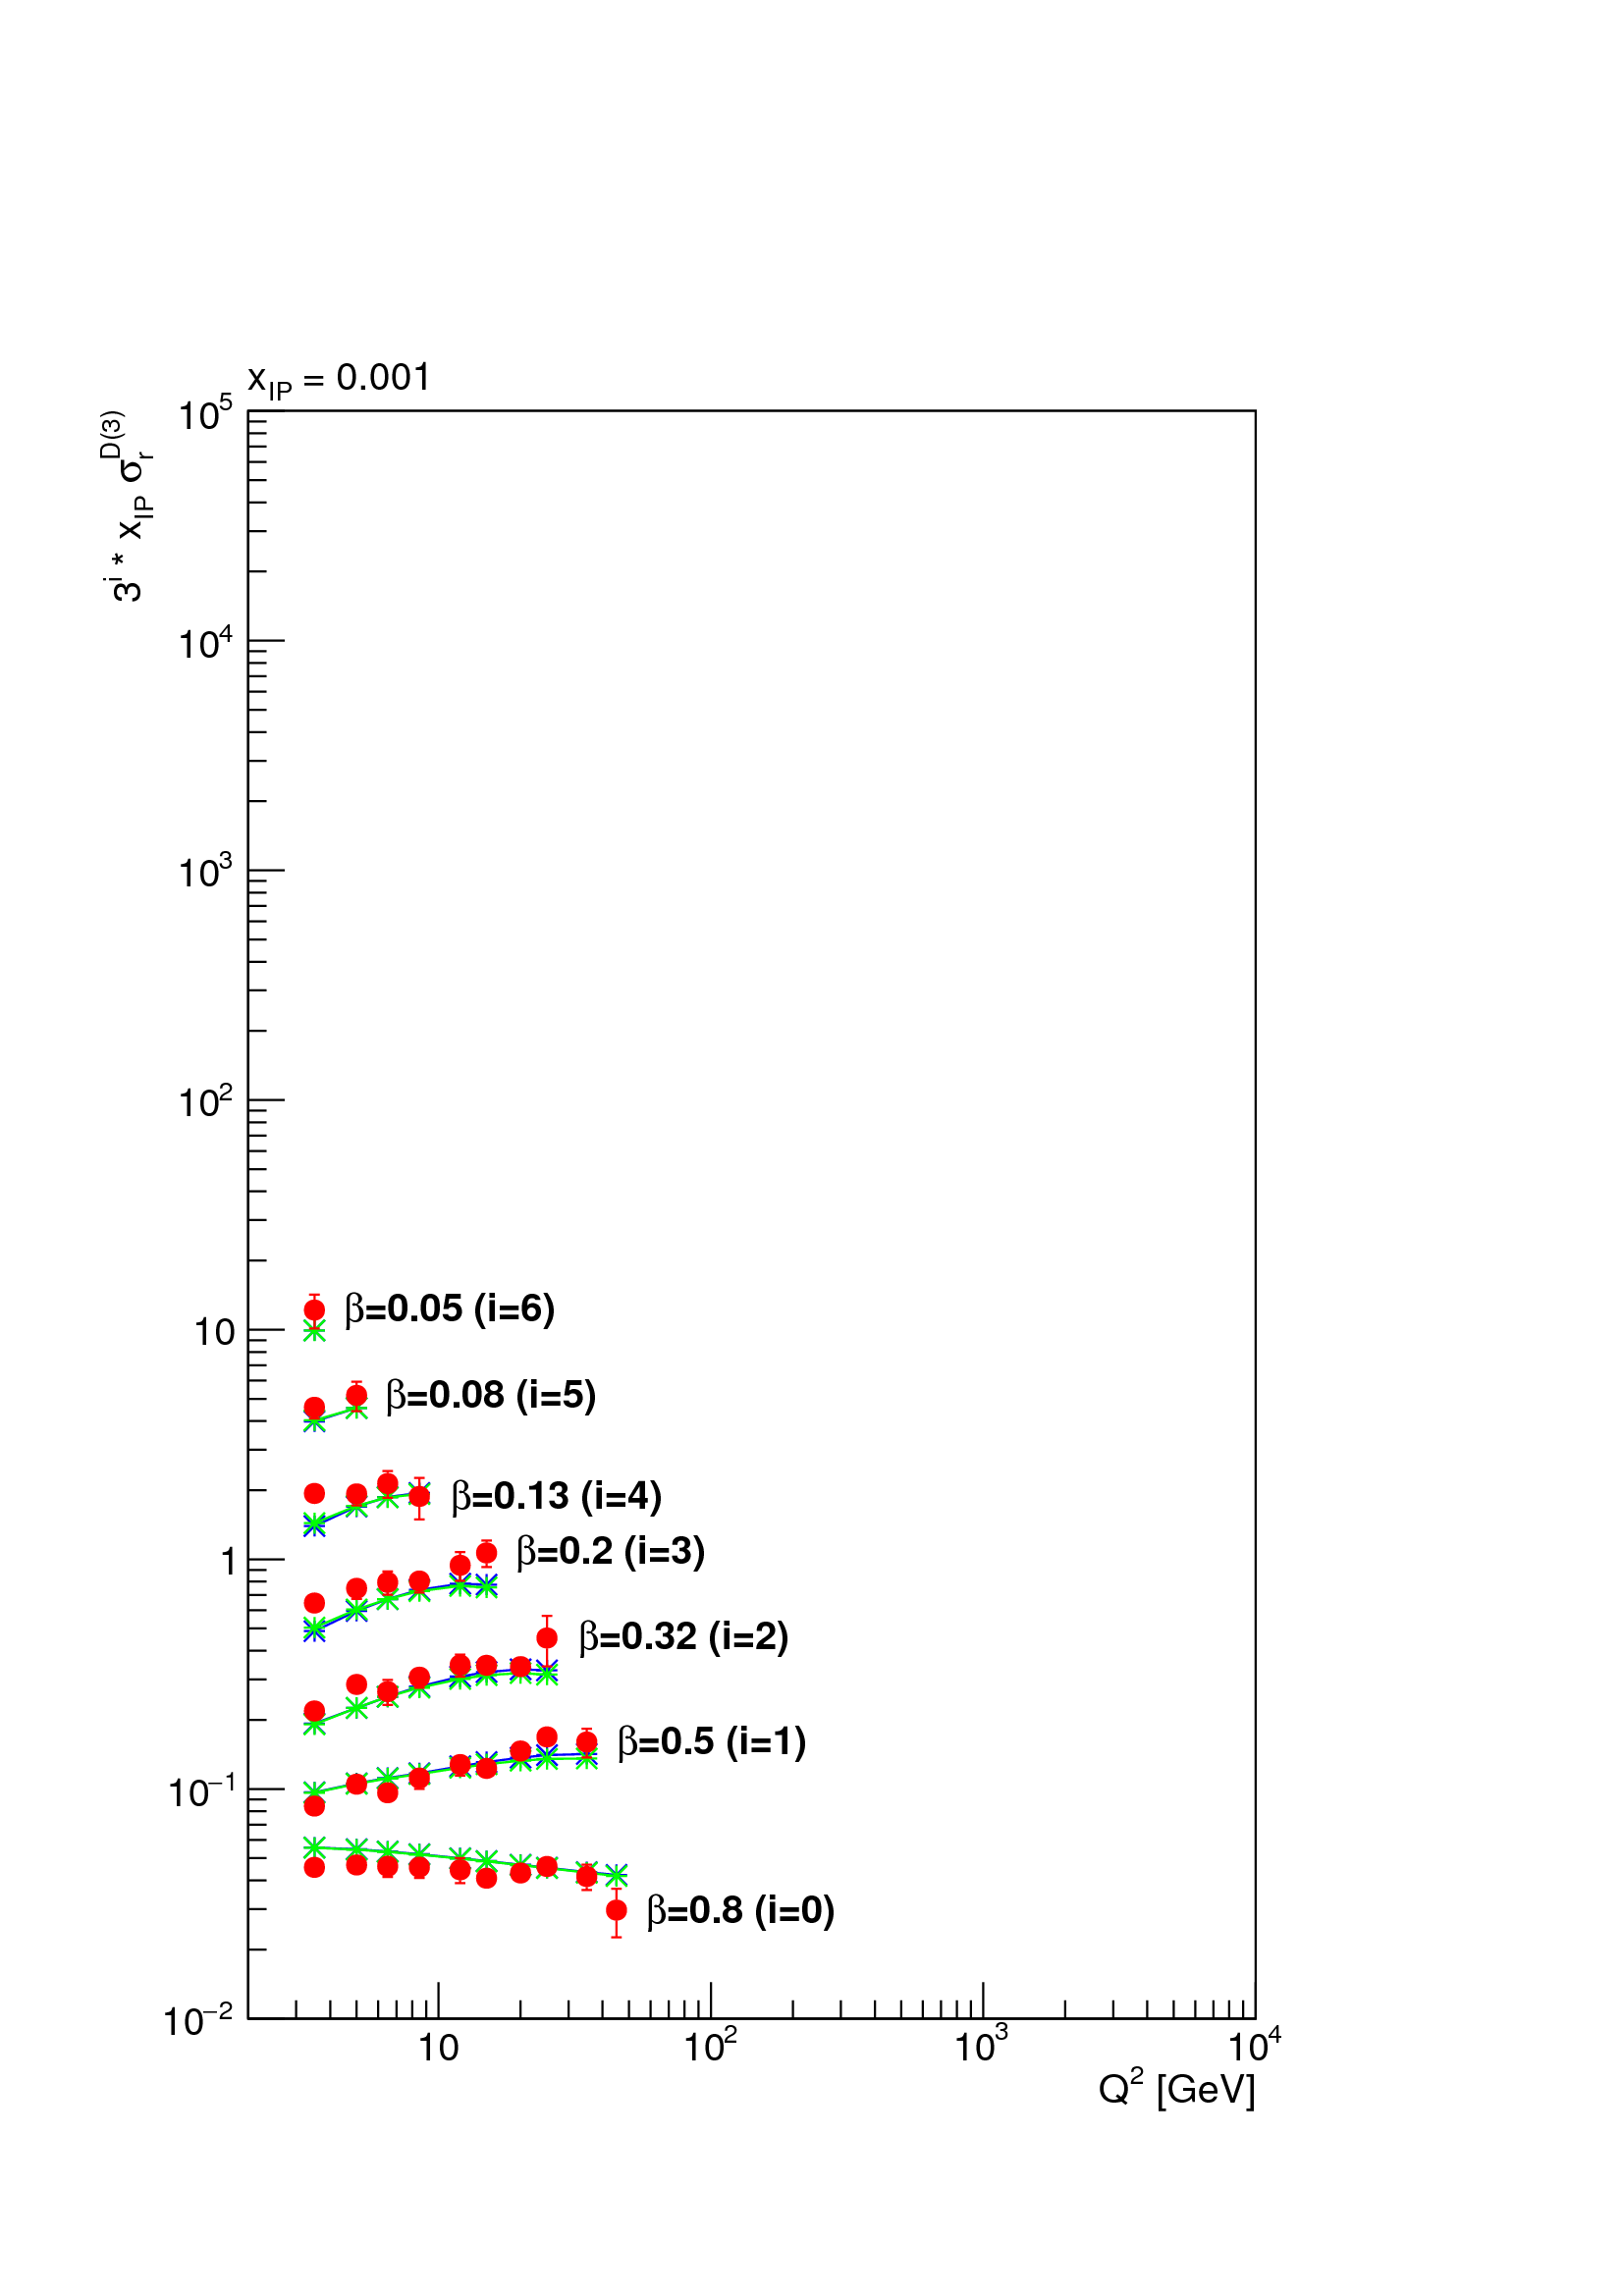 x_IP = 0.001
3^i * x_IP σ_r^D(3)
10^5
10^4
10^3
10^2
10
1
10^−1
10^−2
β=0.05 (i=6)
β=0.08 (i=5)
β=0.13 (i=4)
β=0.2 (i=3)
β=0.32 (i=2)
β=0.5 (i=1)
β=0.8 (i=0)
10 10^2 10^3 10^4
Q^2 [GeV]